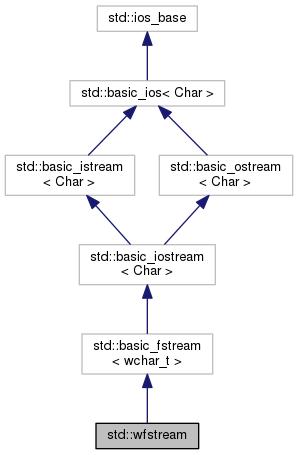 std::ios_base
std::basic_ios< Char >
std::basic_istream
< Char >
std::basic_ostream
< Char >
std::basic_iostream
< Char >
std::basic_fstream
< wchar_t >
std::wfstream